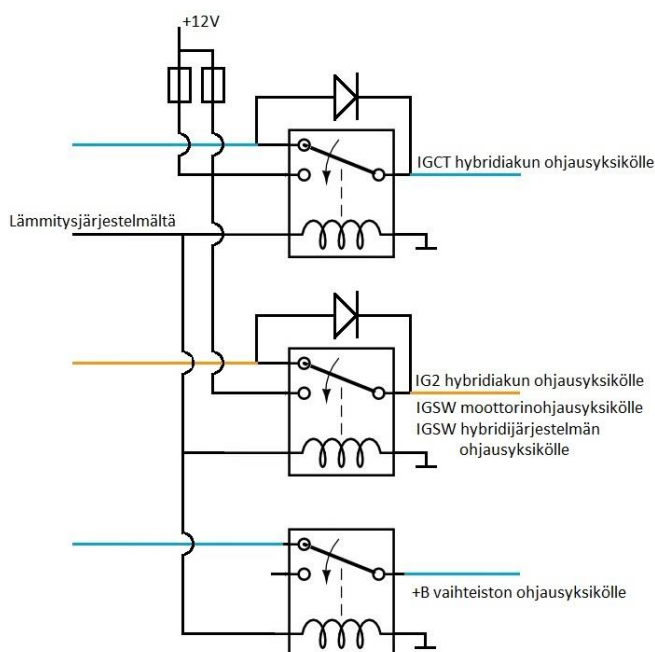 +12V
IGCT hybridiakun ohjausyksikölle
Lämmitysjärjestelmältä
IG2 hybridiakun ohjausyksikölle
IGSW moottorinohjausyksikölle
IGSW hybridijärjestelmän
ohjausyksikölle
+B vaihteiston ohjausyksikölle